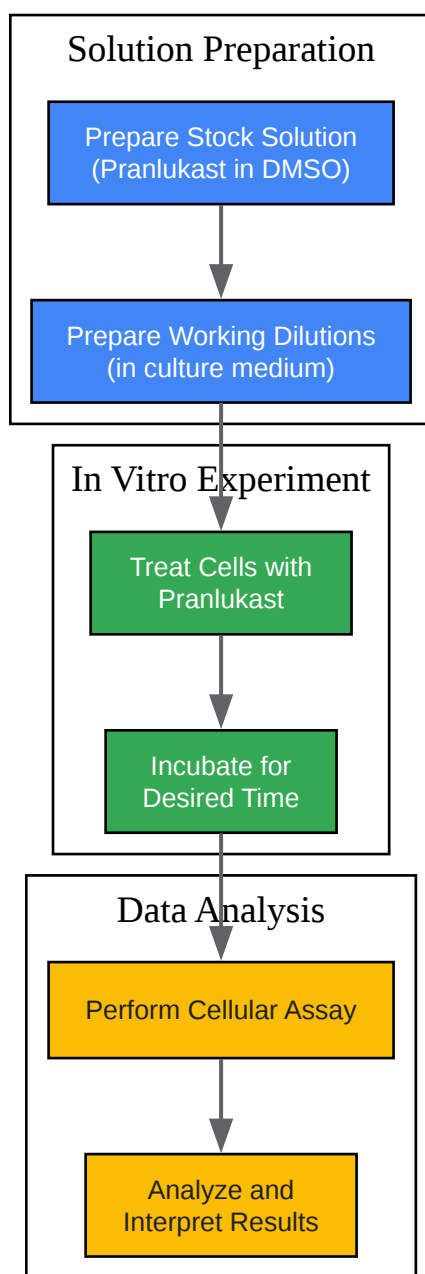 Solution Preparation
Prepare Stock Solution
(Pranlukast in DMSO)
Prepare Working Dilutions
(in culture medium)
In Vitro Experiment
Treat Cells with
Pranlukast
Incubate for
Desired Time
Data Analysis
Perform Cellular Assay
Analyze and
Interpret Results